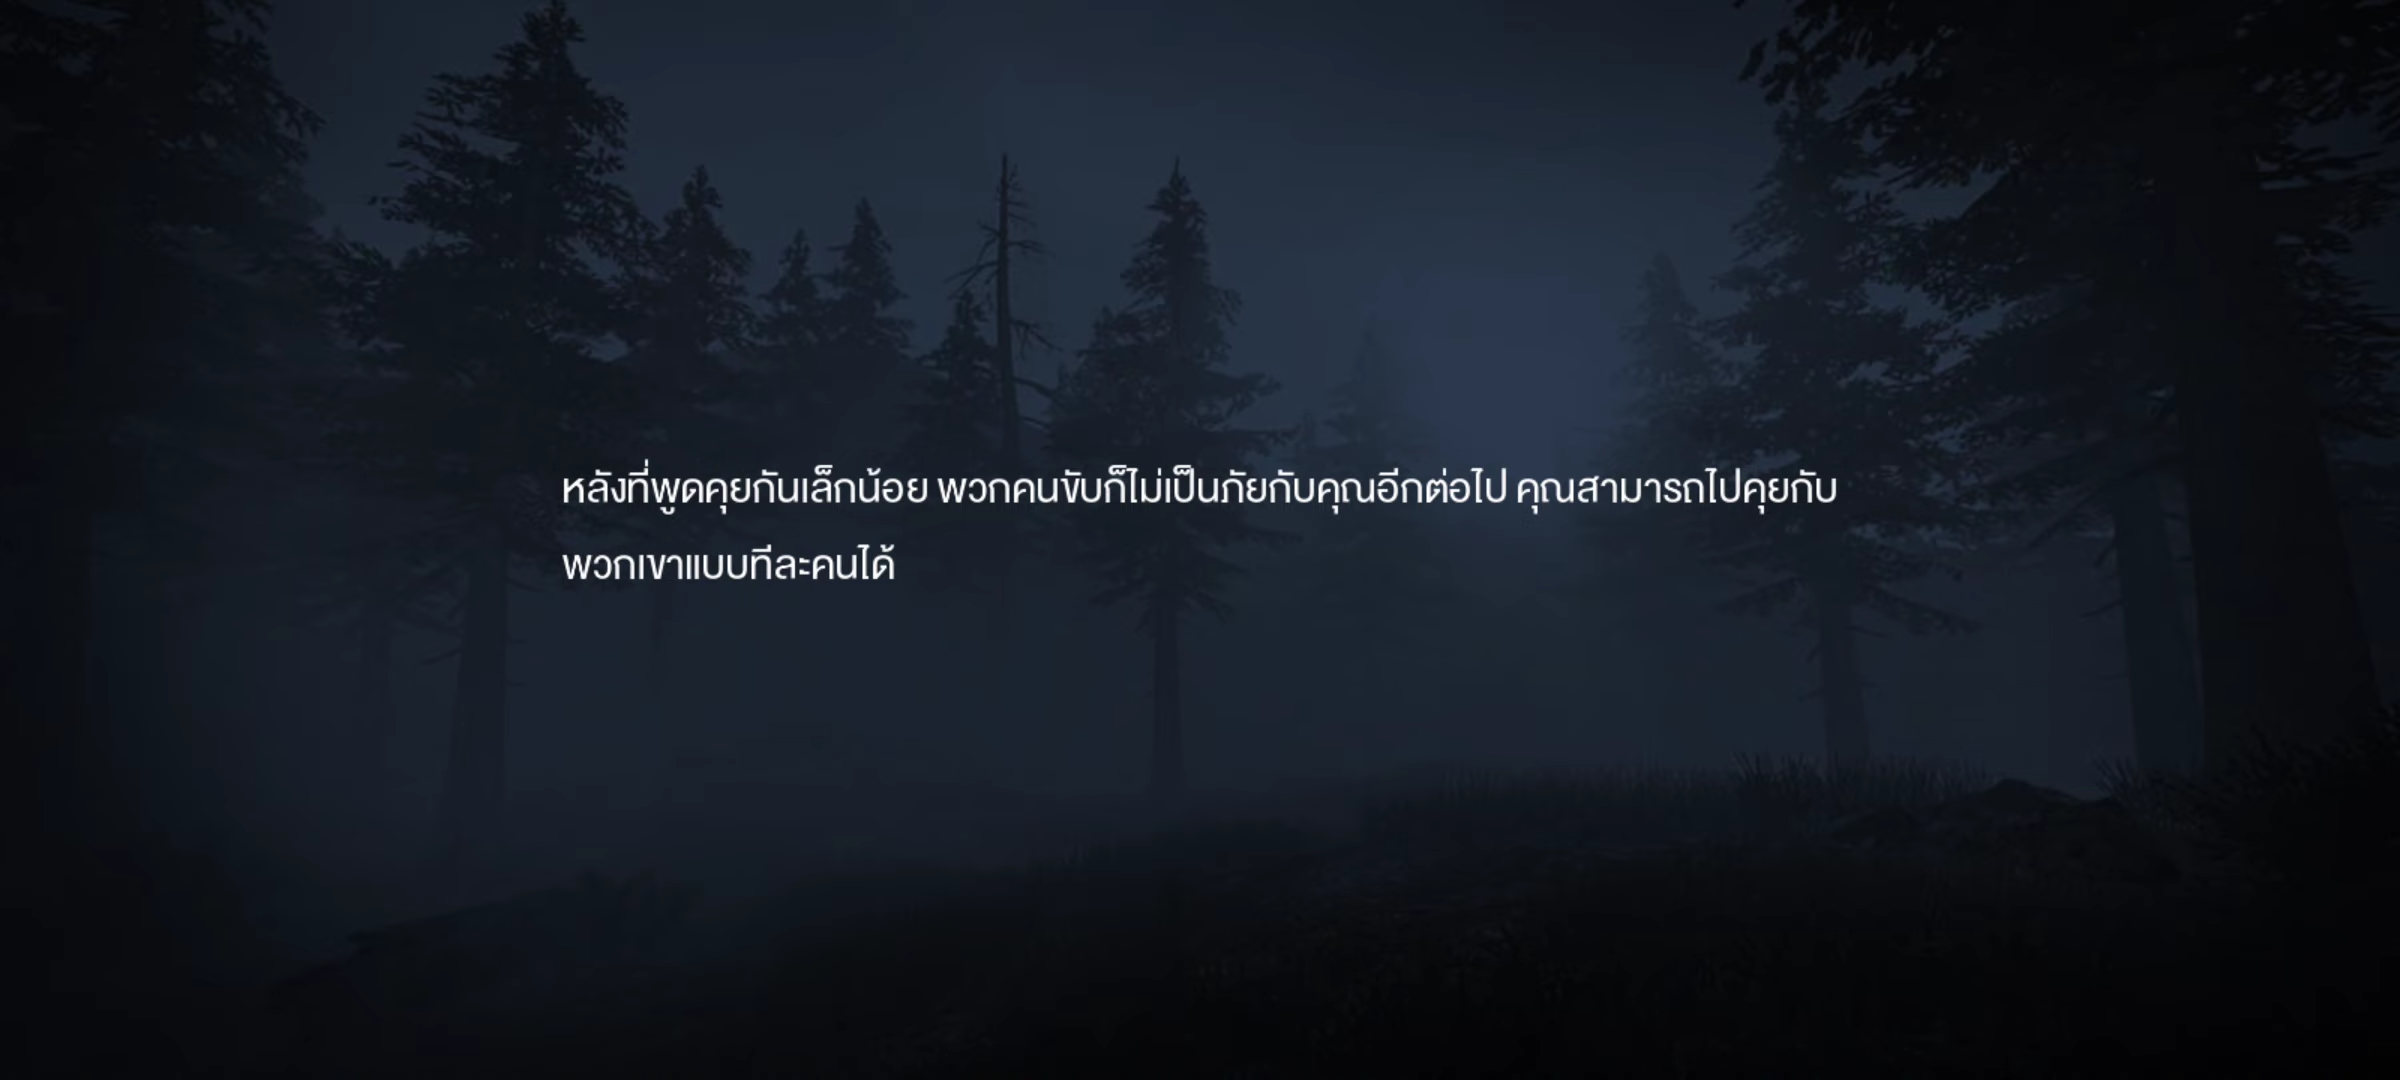 หลังที่พูดคุยกันเล็กน้อย พวกคนขับก็ไม่เป็นภัยกับคุณอีกต่อไป คุณสามารถไปคุยกับ
พวกเขาแบบทีละคนได้